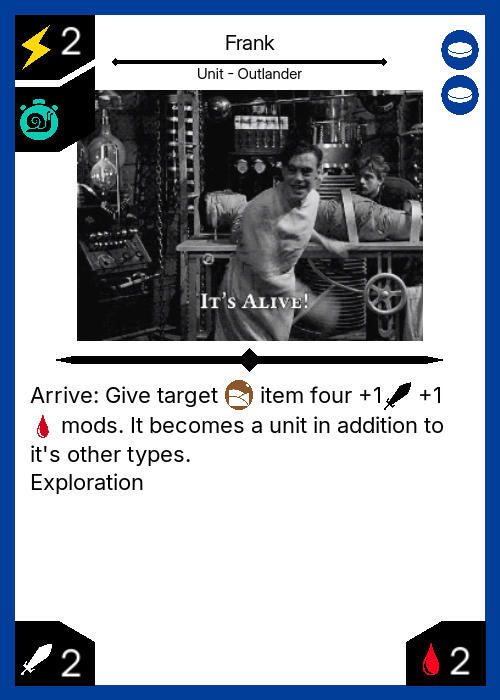 2
Frank
Unit - Outlander
It's Alive!
Arrive: Give target item four +1 +1
mods. It becomes a unit in addition to
it's other types.
Exploration
2
2